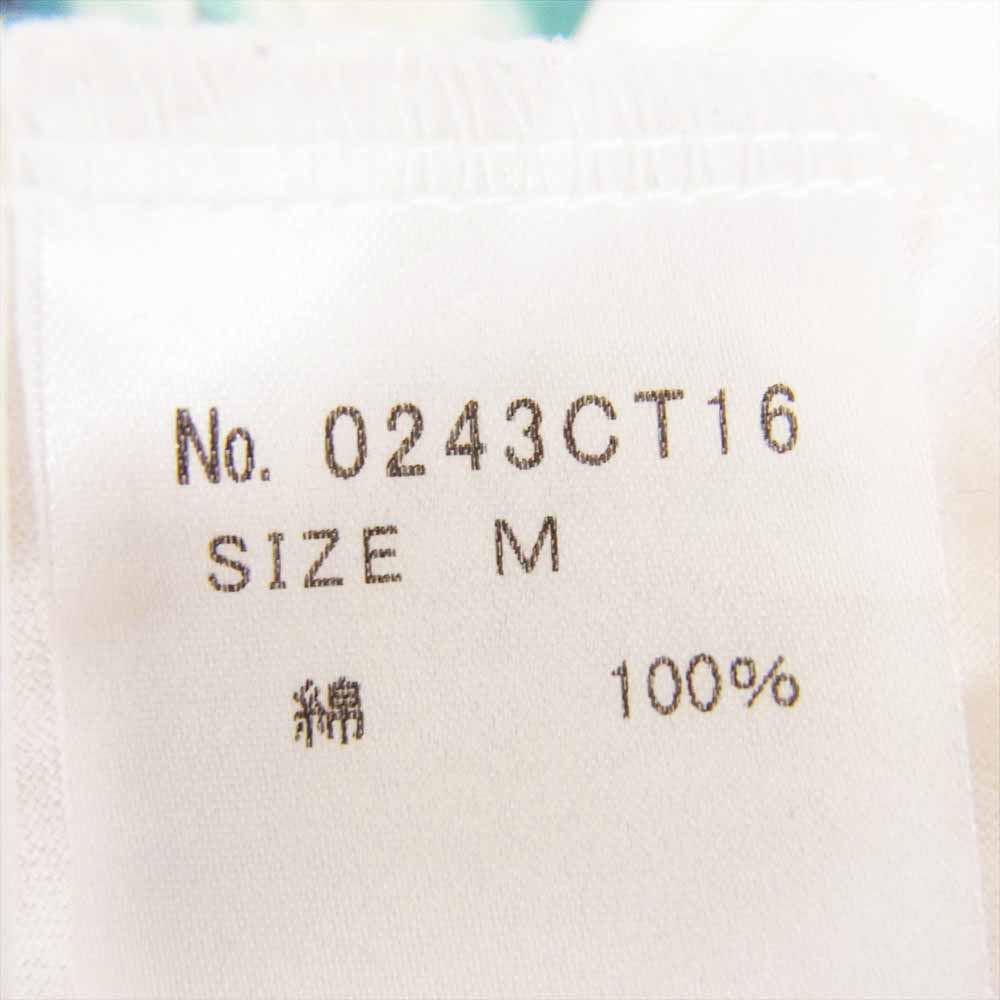 No. 0243CT16
SIZE M
綿 100%